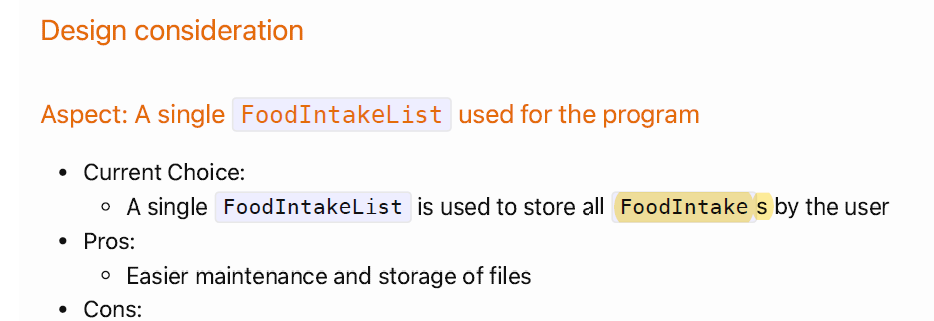 Design consideration
Aspect: A single FoodIntakeList used for the program
• Current Choice:
◦ A single FoodIntakeList is used to store all FoodIntake s by the user
• Pros:
◦ Easier maintenance and storage of files
• Cons: